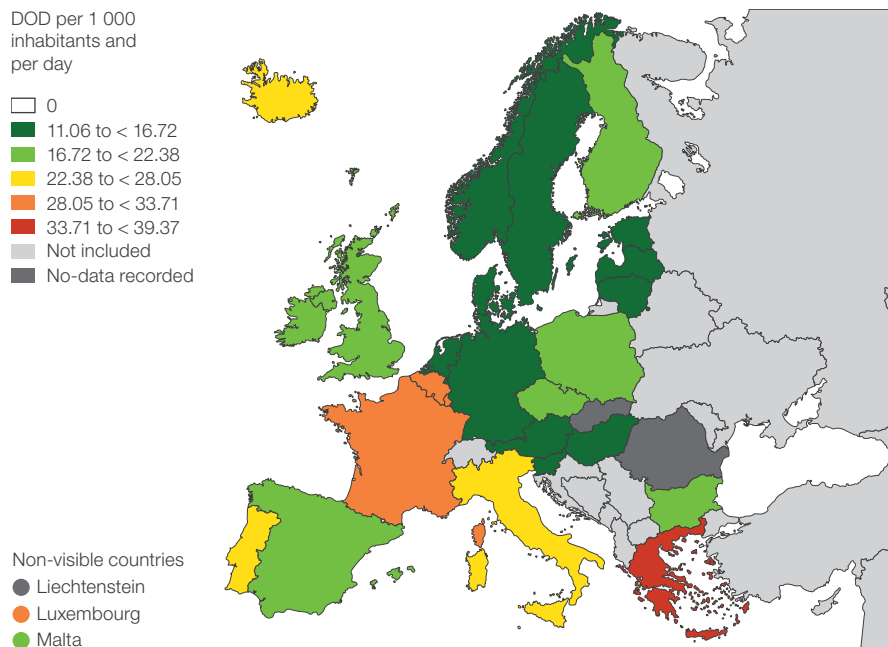 DOD per 1 000
inhabitants and
per day
0
11.06 to < 16.72
16.72 to < 22.38
22.38 to < 28.05
28.05 to < 33.71
33.71 to < 39.37
Not included
No-data recorded
Non-visible countries
Liechtenstein
Luxembourg
Malta